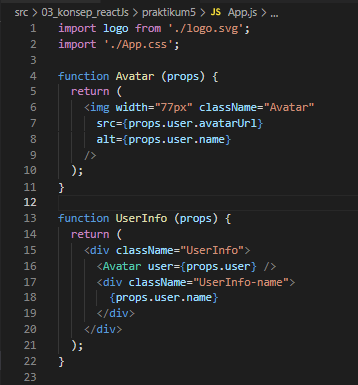 src > 03_konsep_reactJs > praktikum5 > JS App.js > ...
1 import logo from './logo.svg';
2 import './App.css';
3
4 function Avatar (props) {
5 return (
6 <img width="77px" className="Avatar"
7 src={props.user.avatarUrl}
8 alt={props.user.name}
9 />
10 );
11 }
12
13 function UserInfo (props) {
14 return (
15 <div className="UserInfo">
16 <Avatar user={props.user} />
17 <div className="UserInfo-name">
18 {props.user.name}
19 </div>
20 </div>
21 );
22 }
23